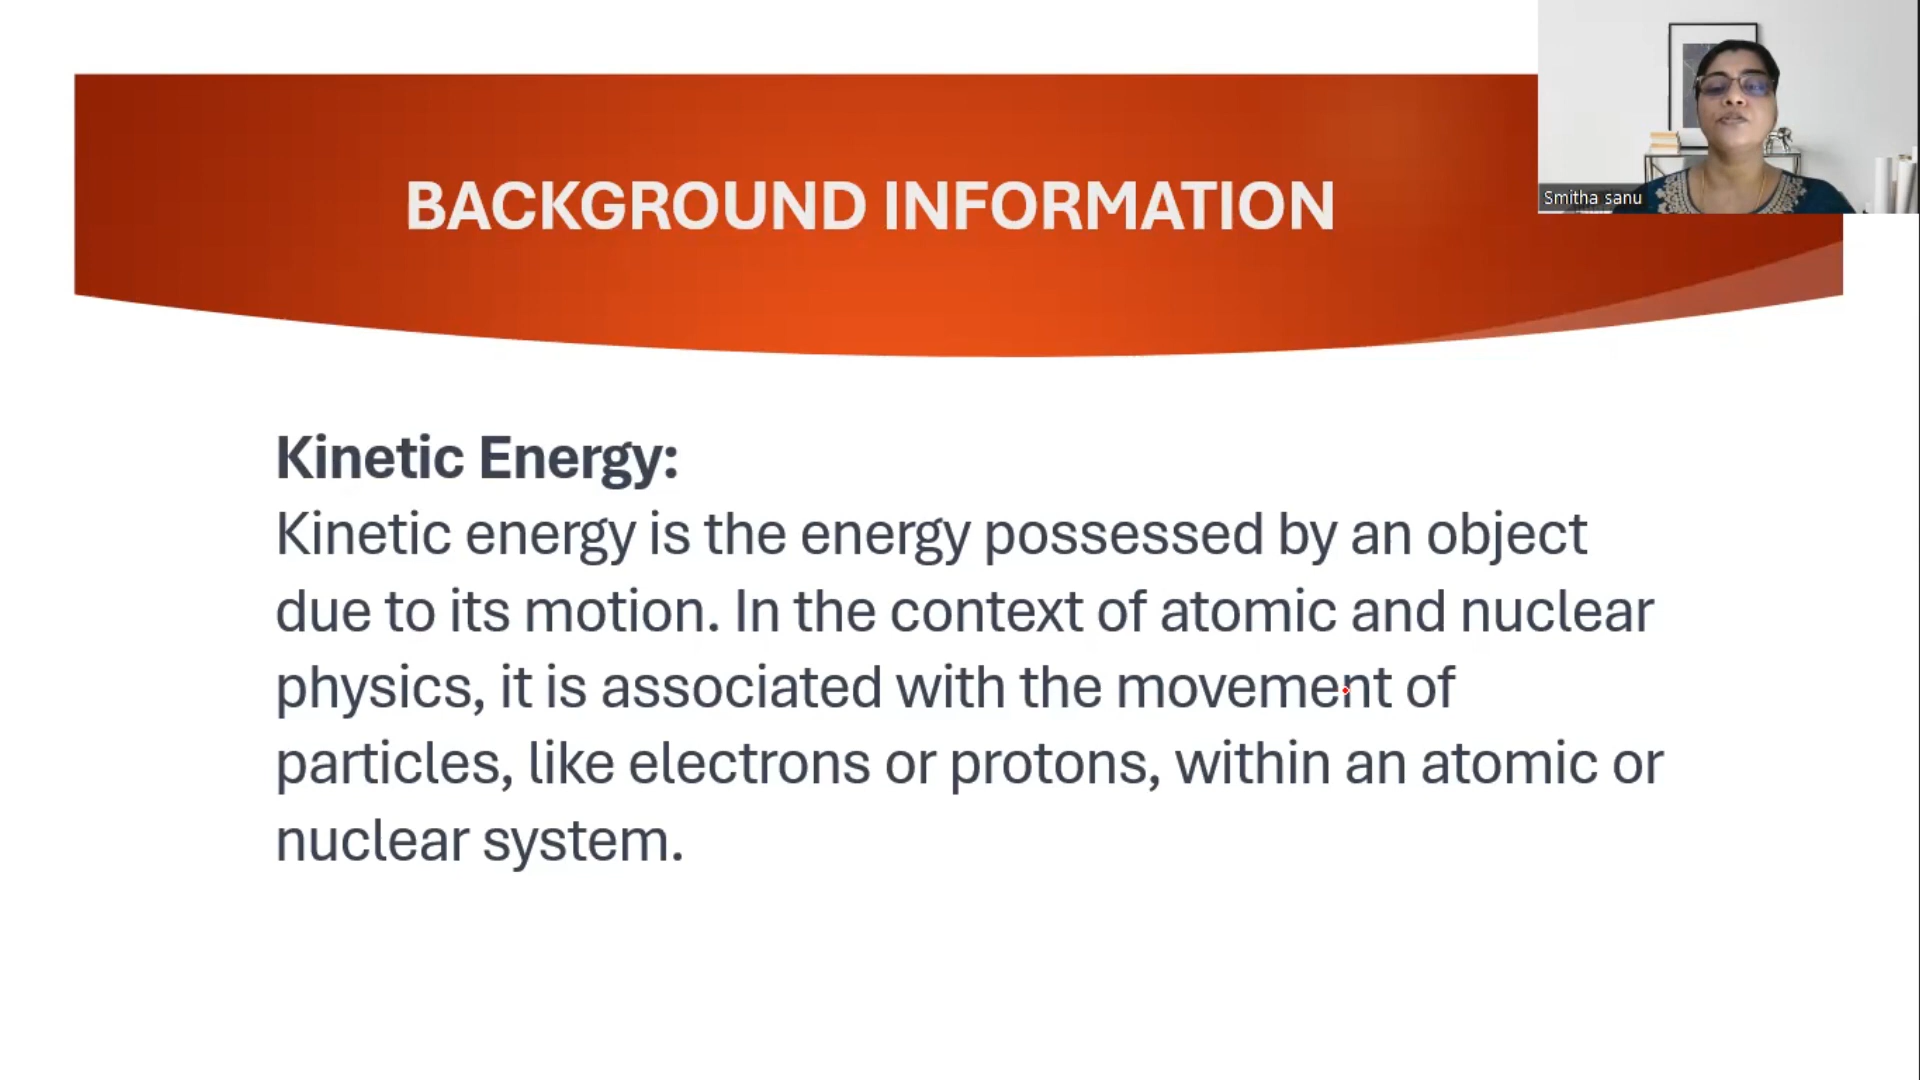 BACKGROUND INFORMATION
Smitha sanu
Kinetic Energy:
Kinetic energy is the energy possessed by an object
due to its motion. In the context of atomic and nuclear
physics, it is associated with the movement of
particles, like electrons or protons, within an atomic or
nuclear system.